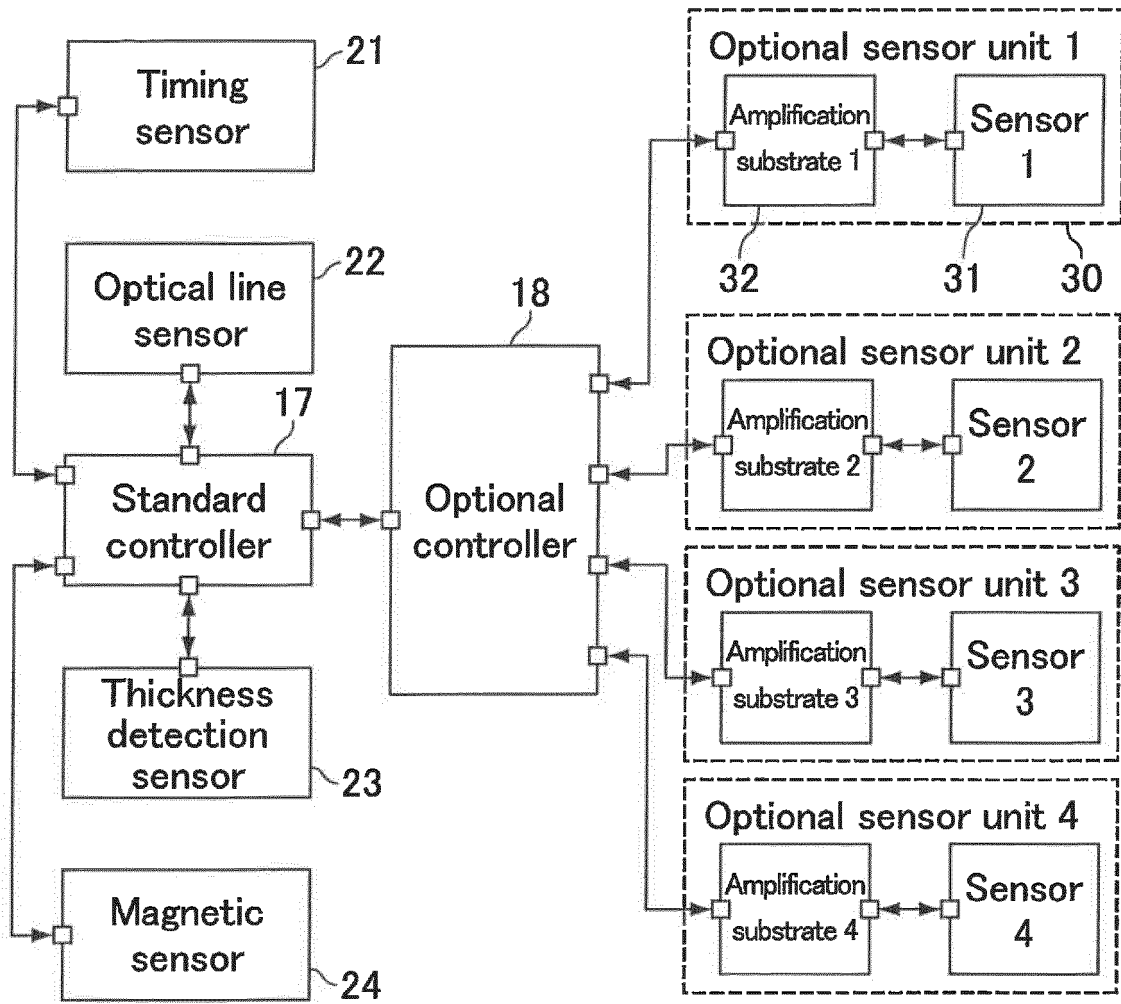 21
Timing
sensor
22
Optical line
sensor
17
Standard
controller
Thickness
detection
sensor
23
Magnetic
sensor
24
18
Optional
controller
Optional sensor unit 1
Amplification
substrate 1
Sensor
1
32
31
30
Optional sensor unit 2
Amplification
substrate 2
Sensor
2
Optional sensor unit 3
Amplification
substrate 3
Sensor
3
Optional sensor unit 4
Amplification
substrate 4
Sensor
4